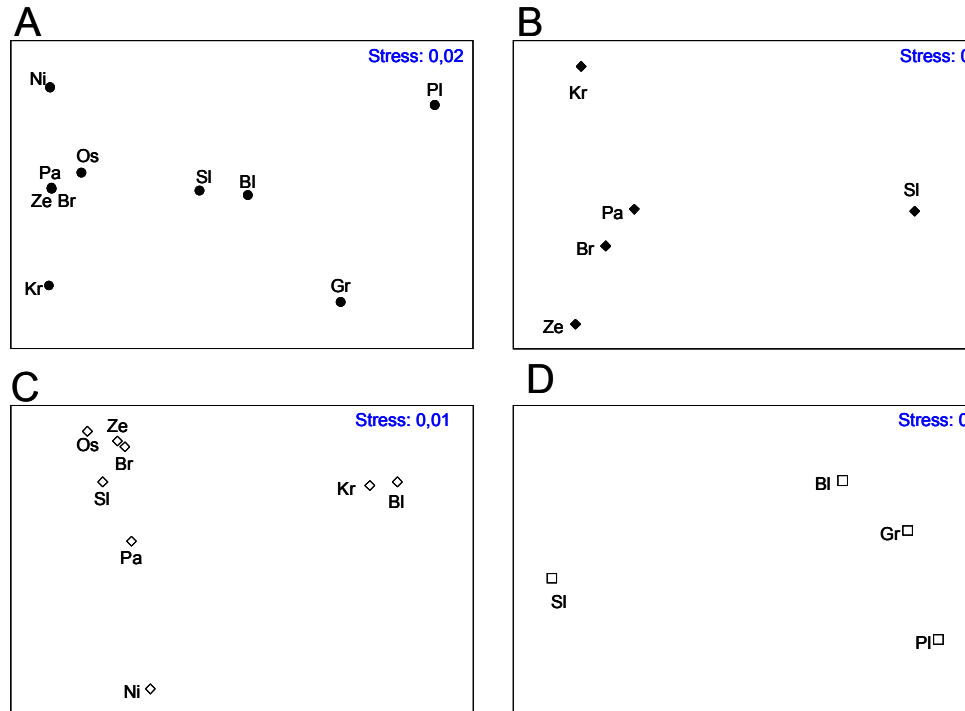 A
Stress: 0,02
Ni
Pl
Os
Pa
Sl
Bl
Ze Br
Kr
Gr
B
Stress: 0
Kr
Sl
Pa
Br
Ze
C
Stress: 0,01
Ze
Os
Br
Sl
Kr
Bl
Pa
Ni
D
Stress: 0
Bl
Gr
Sl
Pl